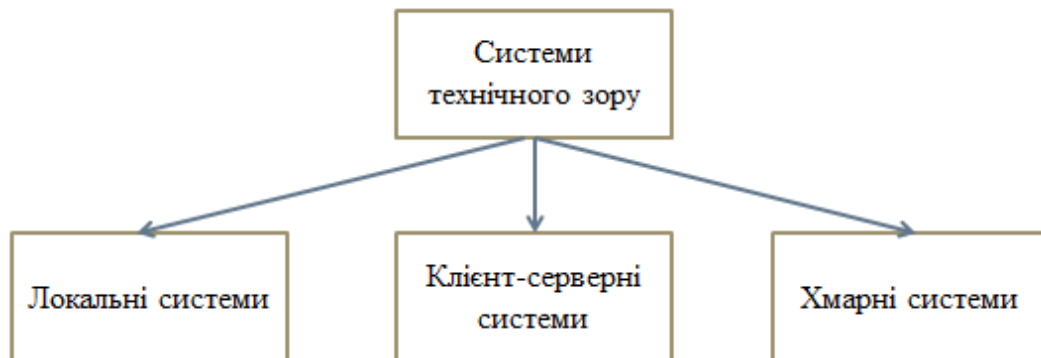 Системи
технічного зору
Локальні системи
Клієнт-серверні
системи
Хмарні системи